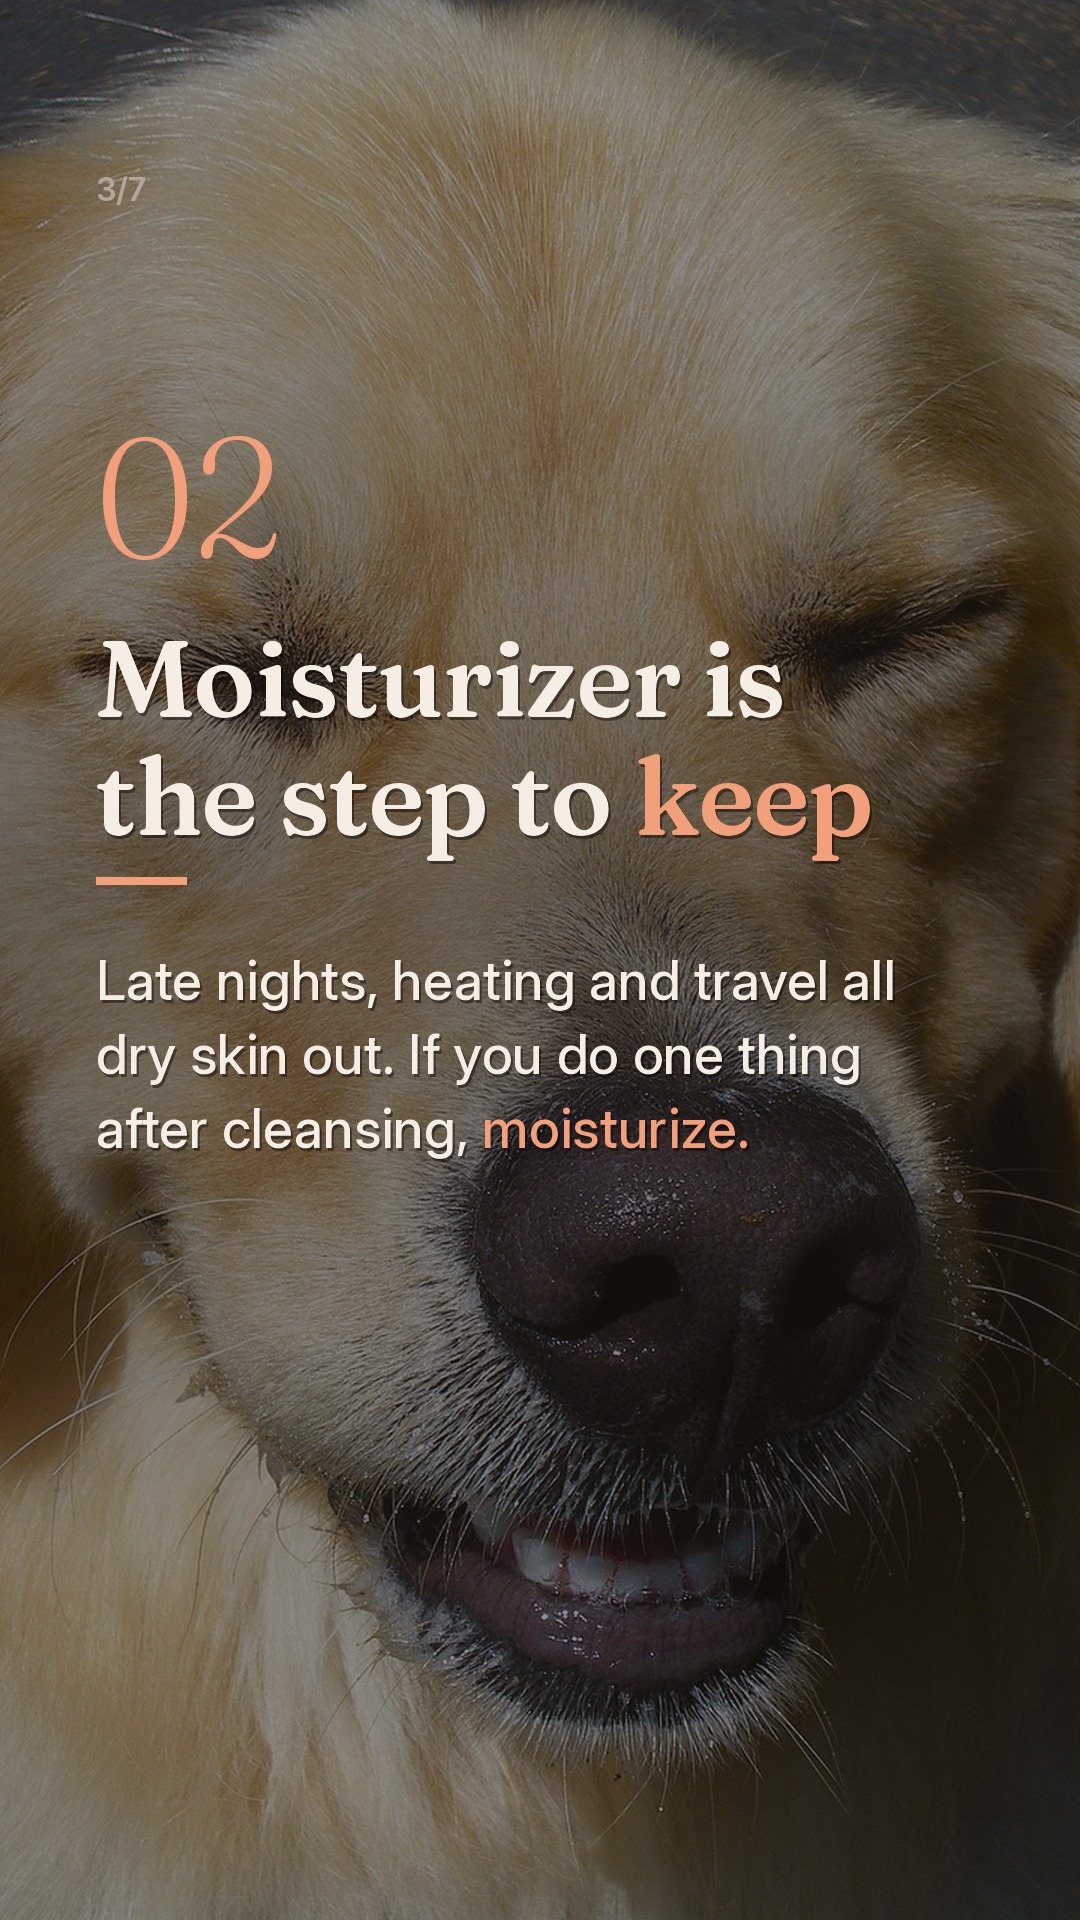 3/7
02
Moisturizer is
the step to keep
Late nights, heating and travel all
dry skin out. If you do one thing
after cleansing, moisturize.